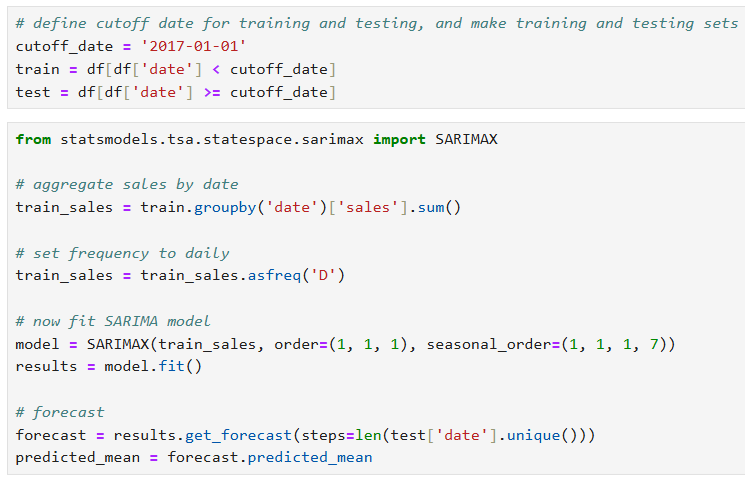 # define cutoff date for training and testing, and make training and testing sets
cutoff_date = '2017-01-01'
train = df[df['date'] < cutoff_date]
test = df[df['date'] >= cutoff_date]
from statsmodels.tsa.statespace.sarimax import SARIMAX
# aggregate sales by date
train_sales = train.groupby('date')['sales'].sum()
# set frequency to daily
train_sales = train_sales.asfreq('D')
# now fit SARIMA model
model = SARIMAX(train_sales, order=(1, 1, 1), seasonal_order=(1, 1, 1, 7))
results = model.fit()
# forecast
forecast = results.get_forecast(steps=len(test['date'].unique()))
predicted_mean = forecast.predicted_mean